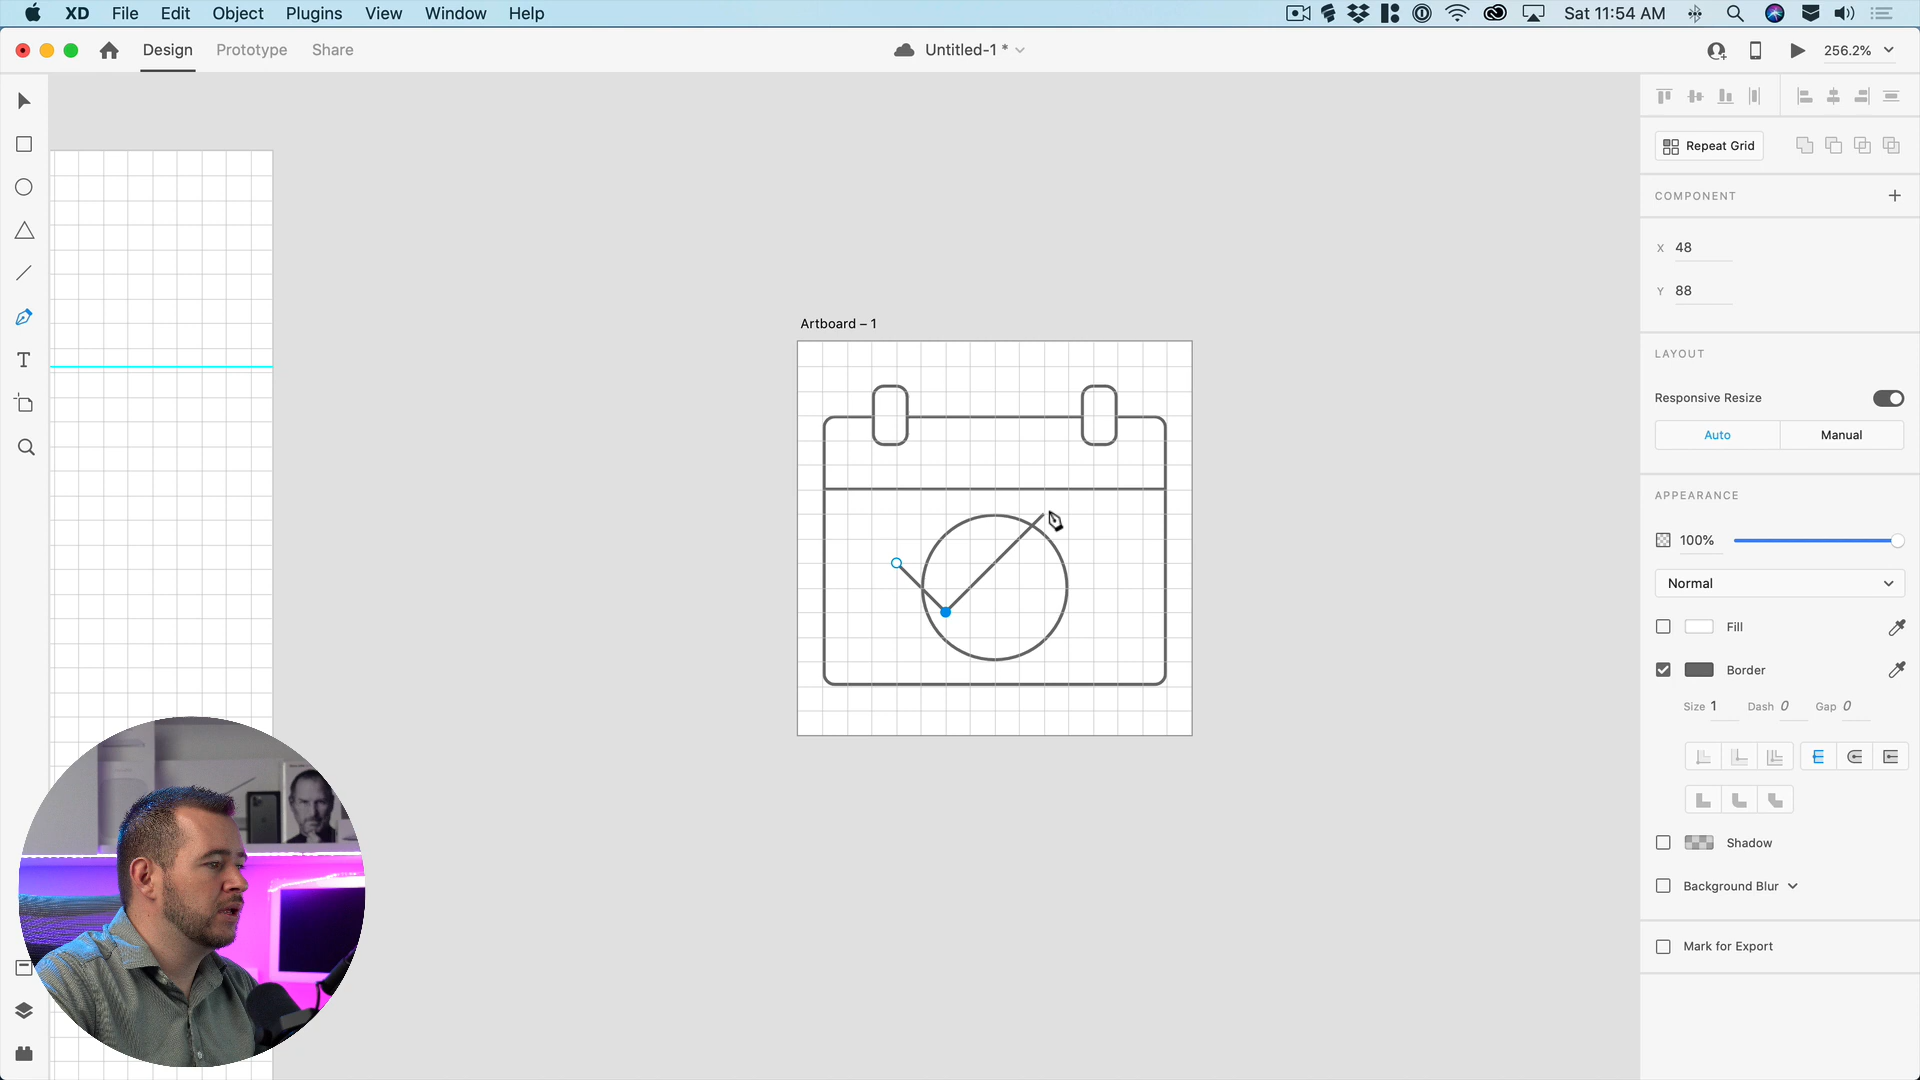 XD File Edit Object Plugins View Window Help Sat 11:54 AM
Design Prototype Share Untitled-1 * 256.2%
Repeat Grid
COMPONENT
X 48
Y 88
LAYOUT
Responsive Resize
Auto Manual
APPEARANCE
100%
Normal
Fill
Border
Size 1 Dash 0 Gap 0
Shadow
Background Blur
Mark for Export
Artboard – 1
T